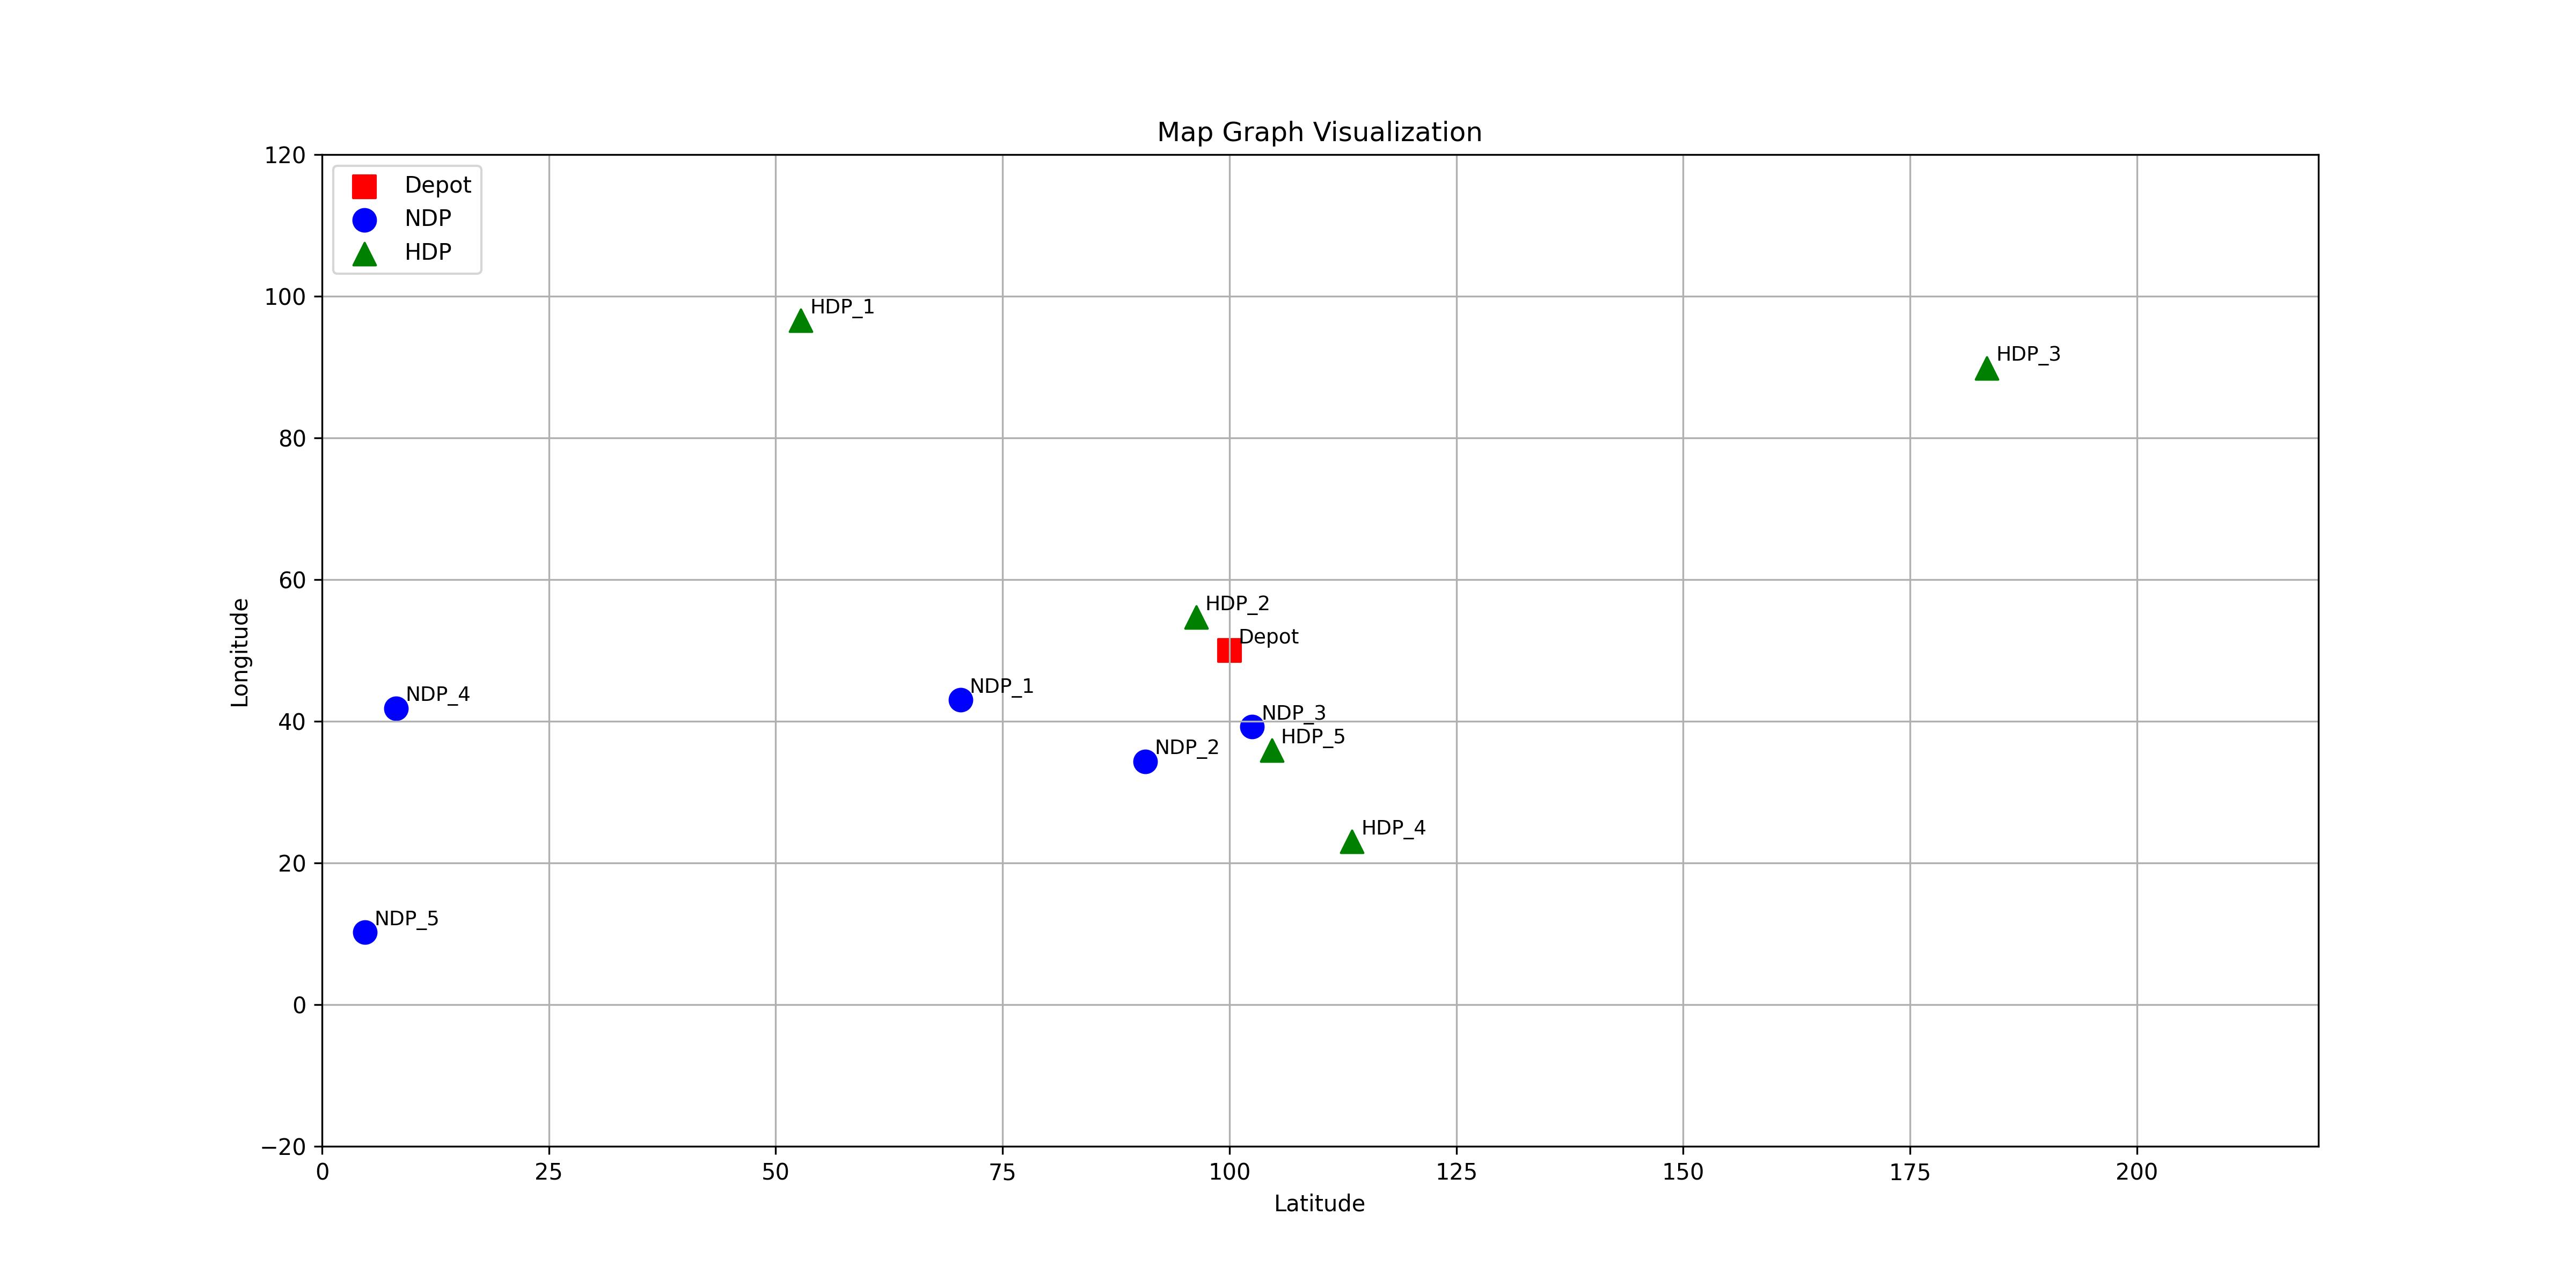 Map Graph Visualization
120
100
80
60
40
20
0
−20
Longitude
Depot
NDP
HDP
HDP_1
HDP_3
HDP_2
Depot
NDP_4
NDP_1
NDP_3
HDP_5
NDP_2
HDP_4
NDP_5
0 25 50 75 100 125 150 175 200
Latitude